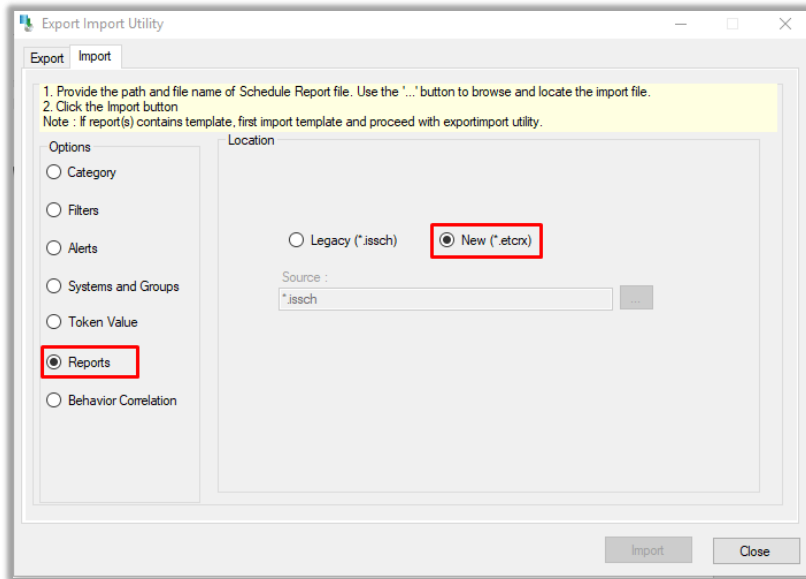 Export Import Utility
Export
Import
1. Provide the path and file name of Schedule Report file. Use the '...' button to browse and locate the import file.
2. Click the Import button
Note : If report(s) contains template, first import template and proceed with exportimport utility.
Options
Location
Category
Filters
Alerts
Systems and Groups
Token Value
Reports
Behavior Correlation
Legacy (*.issch)
New (*.etcrx)
Source :
*.issch
...
Import
Close